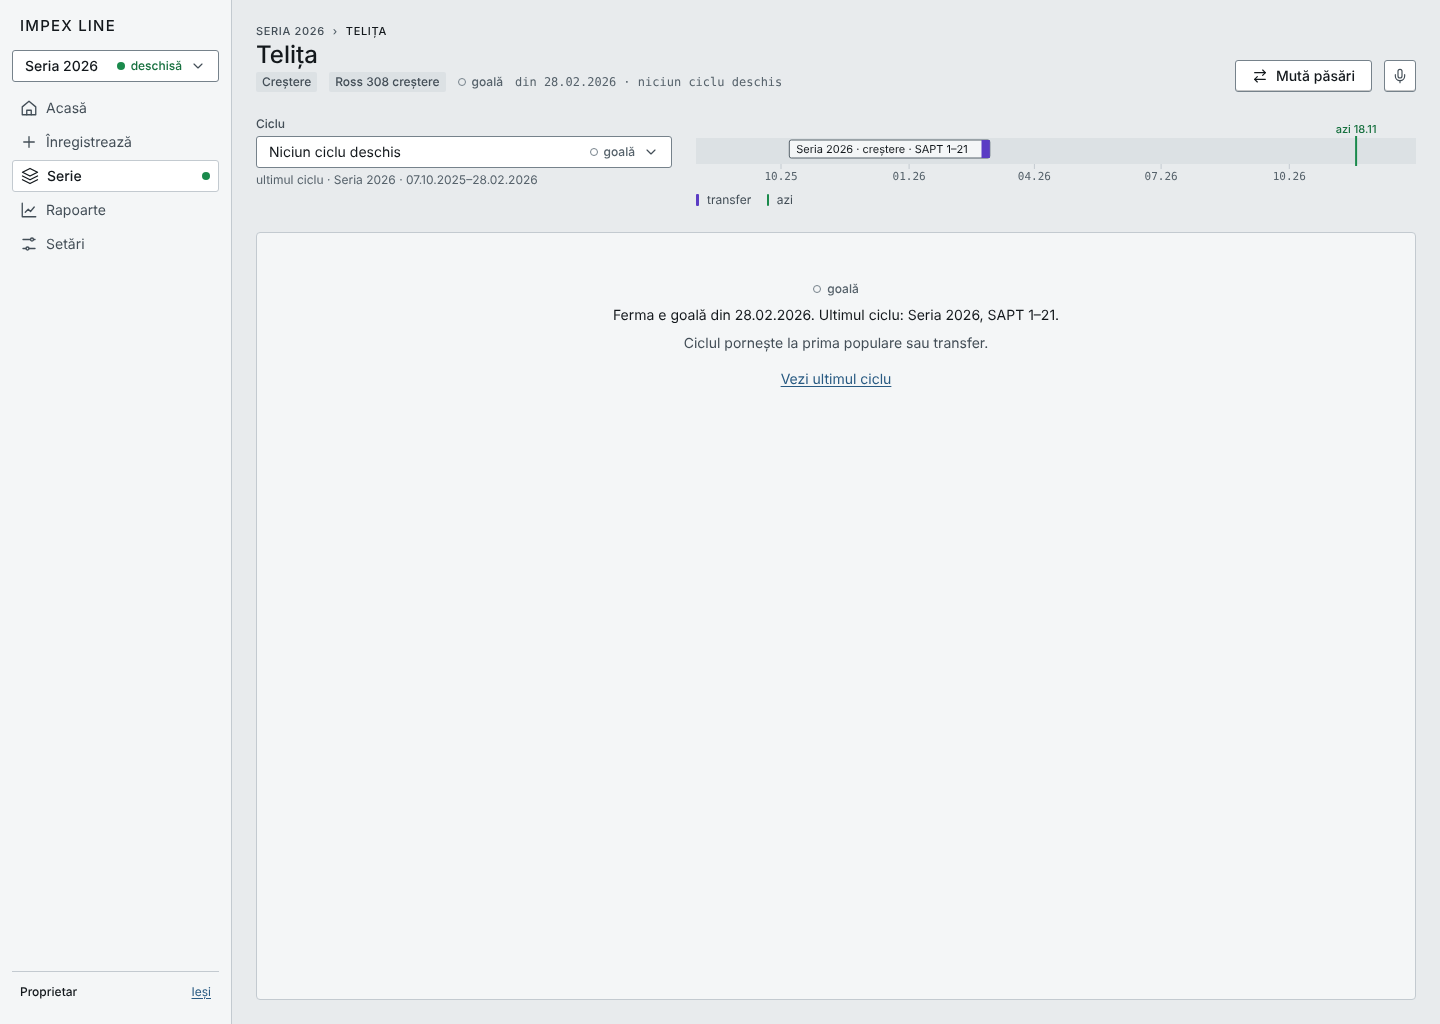 IMPEX LINE
Seria 2026 deschisă
Acasă
Înregistrează
Serie
Rapoarte
Setări
Proprietar Ieși
SERIA 2026 › TELIȚA
Telița
Creștere Ross 308 creștere goală din 28.02.2026 · niciun ciclu deschis
Mută păsări
Ciclu
Niciun ciclu deschis goală
ultimul ciclu · Seria 2026 · 07.10.2025–28.02.2026
azi 18.11
Seria 2026 · creștere · SAPT 1–21
10.25 01.26 04.26 07.26 10.26
transfer azi
goală
Ferma e goală din 28.02.2026. Ultimul ciclu: Seria 2026, SAPT 1–21.
Ciclul pornește la prima populare sau transfer.
Vezi ultimul ciclu